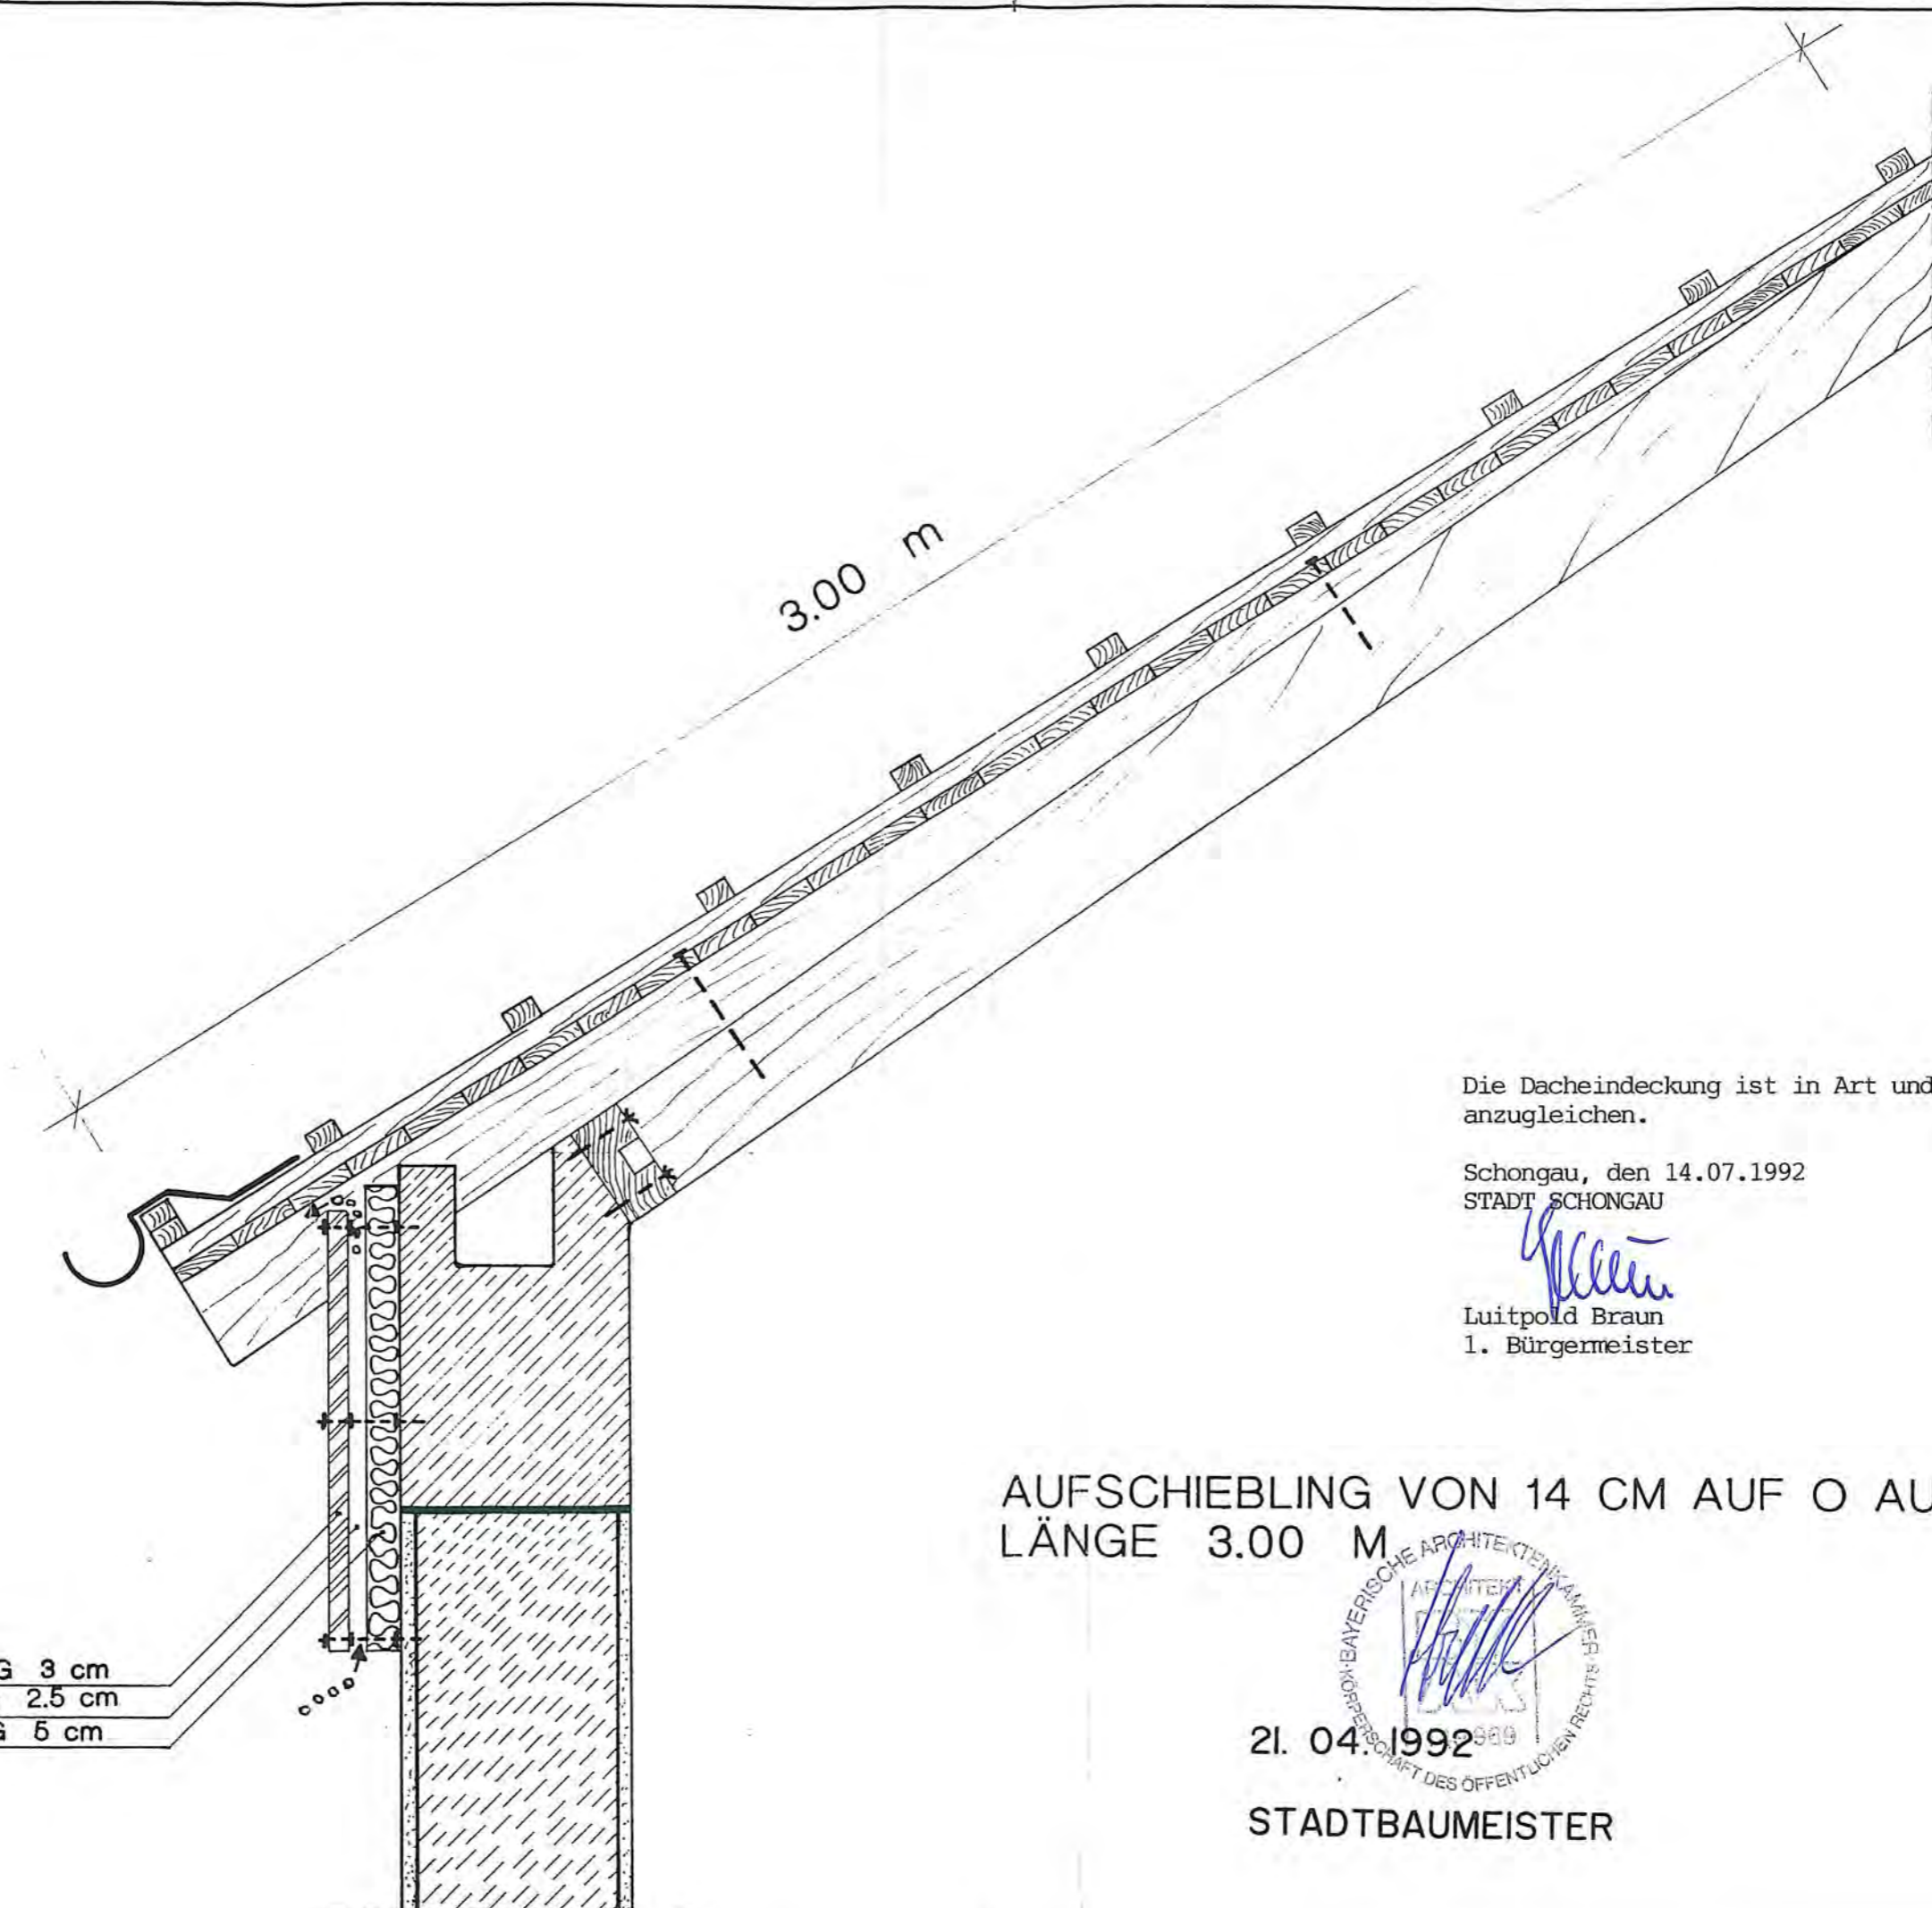 3.00 m
Die Dacheindeckung ist in Art und
anzugleichen.
Schongau, den 14.07.1992
STADT SCHONGAU
Luitpold Braun
1. Bürgermeister
AUFSCHIEBLING VON 14 CM AUF O AU
LÄNGE 3.00 M
BAYERISCHE ARCHITEKTENKAMMER
KÖRPERSCHAFT DES ÖFFENTLICHEN RECHTS
ARCHITEKT
21. 04. 1992
STADTBAUMEISTER
G 3 cm
2.5 cm
G 5 cm